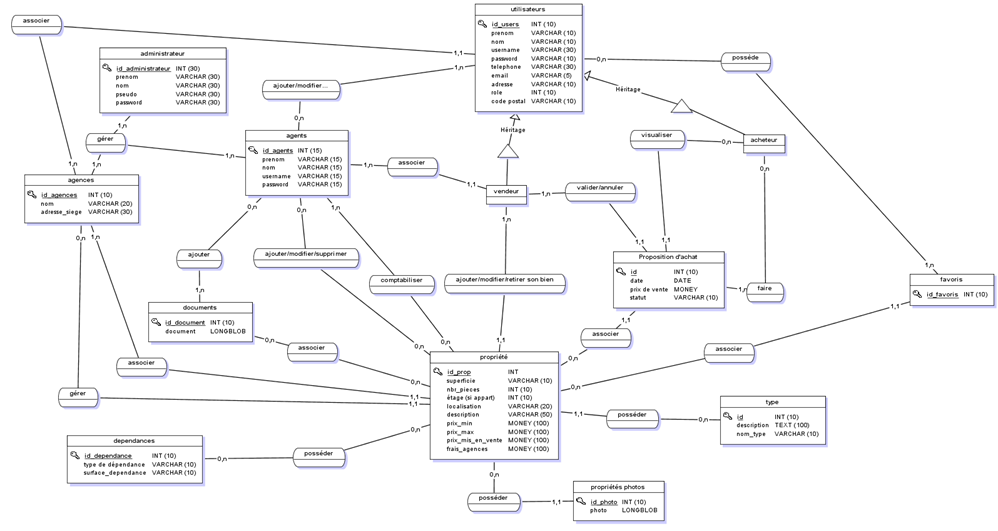 associer
utilisateurs
id_users INT (10)
prenom VARCHAR (10)
nom VARCHAR (10)
username VARCHAR (30)
password VARCHAR (10)
telephone VARCHAR (30)
email VARCHAR (5)
adresse VARCHAR (10)
role INT (10)
code postal VARCHAR (10)
1,1
1,n
0,n
posséde
administrateur
id_administrateur INT (30)
prenom VARCHAR (30)
nom VARCHAR (30)
pseudo VARCHAR (30)
password VARCHAR (30)
ajouter/modifier...
0,n
Héritage
Héritage
1,n
gérer
1,n
1,n
1,n
agents
id_agents INT (15)
prenom VARCHAR (15)
nom VARCHAR (15)
username VARCHAR (15)
password VARCHAR (15)
visualiser
0,n
acheteur
1,n
associer
1,1
vendeur
1,n
valider/annuler
0,n
agences
id_agences INT (10)
nom VARCHAR (20)
adresse_siege VARCHAR (30)
0,n
1,n
0,n
0,n
1,n
1,n
1,n
1,1
ajouter
ajouter/modifier/supprimer
comptabiliser
ajouter/modifier/retirer son bien
Proposition d'achat
id INT (10)
date DATE
prix de vente MONEY (10)
statut VARCHAR (10)
1,n
faire
1,n
favoris
id_favoris INT (10)
1,n
documents
id_document INT (10)
document LONGBLOB
0,n
associer
1,1
associer
0,n
1,1
associer
1,1
associer
1,1
gérer
1,1
0,n
0,n
0,n
0,n
propriété
id_prop INT
superficie VARCHAR (10)
nbr_pieces INT (10)
étage (si appart) INT (10)
localisation VARCHAR (20)
description VARCHAR (50)
prix_min MONEY (100)
prix_max MONEY (100)
prix_mis_en_vente MONEY (100)
frais_agences MONEY (100)
0,n
1,1
posséder
0,n
type
id INT (10)
description TEXT (100)
nom_type VARCHAR (10)
dependances
id_dependance INT (10)
type de dépendance VARCHAR (10)
surface_dependance VARCHAR (10)
0,n
posséder
0,n
0,n
posséder
1,1
propriétés photos
id_photo INT (10)
photo LONGBLOB